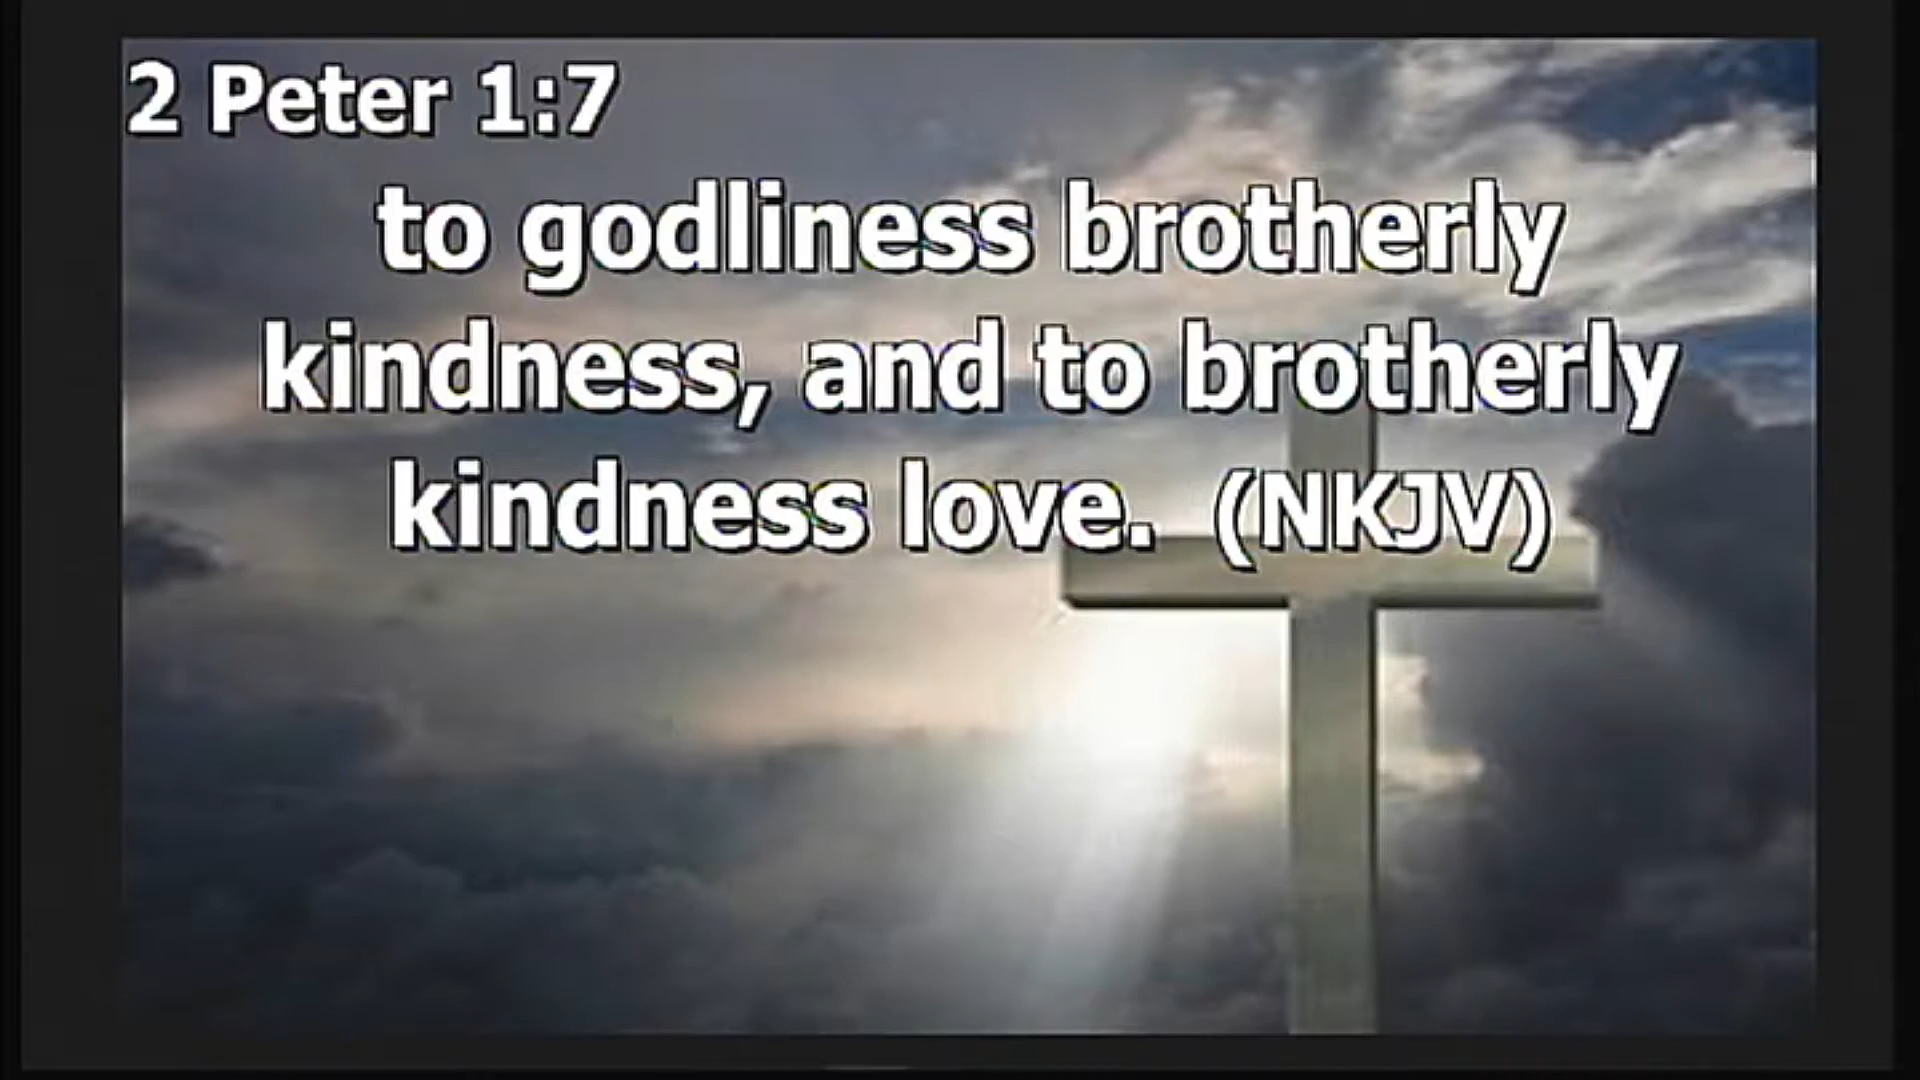 2 Peter 1:7
to godliness brotherly
kindness, and to brotherly
kindness love. (NKJV)